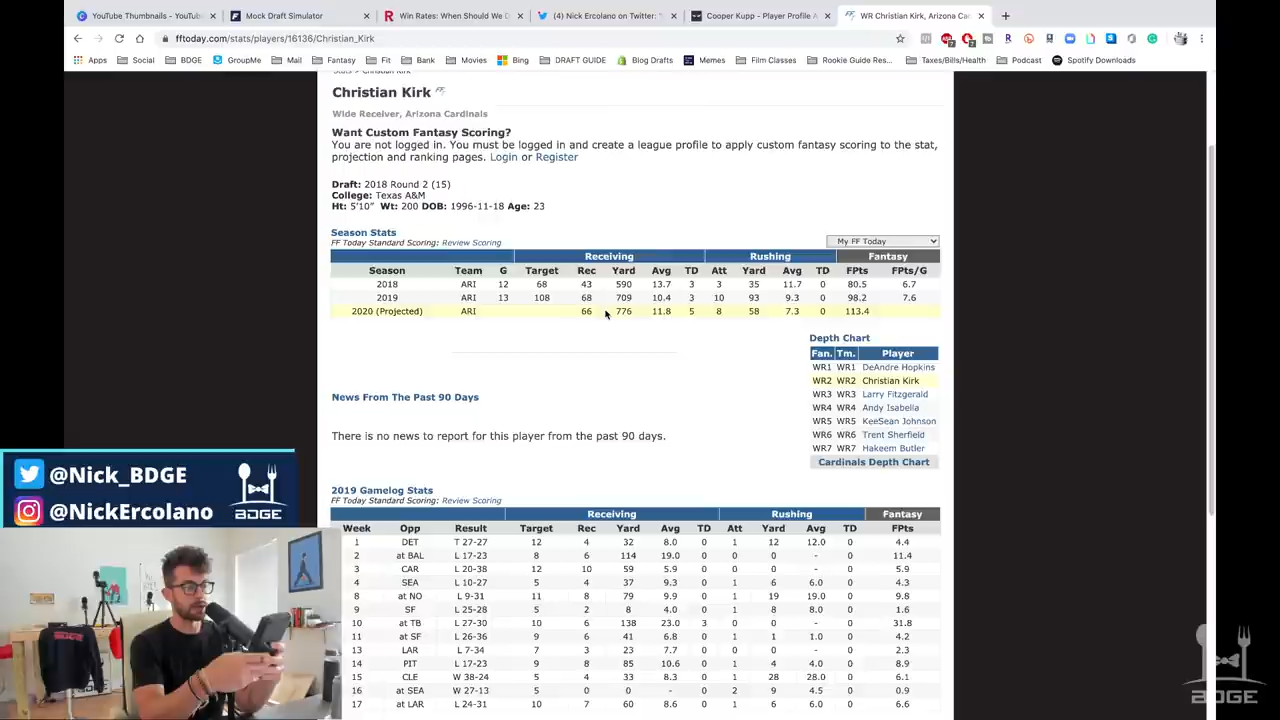 YouTube Thumbnails - YouTub
Mock Draft Simulator
Win Rates: When Should We D
(4) Nick Ercolano on Twitter: "
Cooper Kupp - Player Profile A
WR Christian Kirk, Arizona Car
fftoday.com/stats/players/16136/Christian_Kirk
Apps Social BDGE GroupMe Mail Fantasy Fit Bank Movies Bing DRAFT GUIDE Blog Drafts Memes Film Classes Rookie Guide Res... Taxes/Bills/Health Podcast Spotify Downloads
Stats > Christian Kirk
Christian Kirk FF
Wide Receiver, Arizona Cardinals
Want Custom Fantasy Scoring?
You are not logged in. You must be logged in and create a league profile to apply custom fantasy scoring to the stat,
projection and ranking pages. Login or Register
Draft: 2018 Round 2 (15)
College: Texas A&M
Ht: 5'10" Wt: 200 DOB: 1996-11-18 Age: 23
Season Stats
FF Today Standard Scoring: Review Scoring
My FF Today
Receiving Rushing Fantasy
Season Team G Target Rec Yard Avg TD Att Yard Avg TD FPts FPts/G
2018 ARI 12 68 43 590 13.7 3 3 35 11.7 0 80.5 6.7
2019 ARI 13 108 68 709 10.4 3 10 93 9.3 0 98.2 7.6
2020 (Projected) ARI 66 776 11.8 5 8 58 7.3 0 113.4
Depth Chart
Fan. Tm. Player
WR1 WR1 DeAndre Hopkins
WR2 WR2 Christian Kirk
WR3 WR3 Larry Fitzgerald
WR4 WR4 Andy Isabella
WR5 WR5 KeeSean Johnson
WR6 WR6 Trent Sherfield
WR7 WR7 Hakeem Butler
Cardinals Depth Chart
News From The Past 90 Days
There is no news to report for this player from the past 90 days.
2019 Gamelog Stats
FF Today Standard Scoring: Review Scoring
Receiving Rushing Fantasy
Week Opp Result Target Rec Yard Avg TD Att Yard Avg TD FPts
1 DET T 27-27 12 4 32 8.0 0 1 12 12.0 0 4.4
2 at BAL L 17-23 8 6 114 19.0 0 0 0 - 0 11.4
3 CAR L 20-38 12 10 59 5.9 0 0 0 - 0 5.9
4 SEA L 10-27 5 4 37 9.3 0 1 6 6.0 0 4.3
8 at NO L 9-31 11 8 79 9.9 0 1 19 19.0 0 9.8
9 SF L 25-28 5 2 8 4.0 0 1 8 8.0 0 1.6
10 at TB L 27-30 10 6 138 23.0 3 0 0 - 0 31.8
11 at SF L 26-36 9 6 41 6.8 0 1 1 1.0 0 4.2
13 LAR L 7-34 7 3 23 7.7 0 0 0 - 0 2.3
14 PIT L 17-23 9 8 85 10.6 0 1 4 4.0 0 8.9
15 CLE W 38-24 5 4 33 8.3 0 1 28 28.0 0 6.1
16 at SEA W 27-13 5 0 0 - 0 2 9 4.5 0 0.9
17 at LAR L 24-31 10 7 60 8.6 0 1 6 6.0 0 6.6
@Nick_BDGE
@NickErcolano
BDGE
BDGE